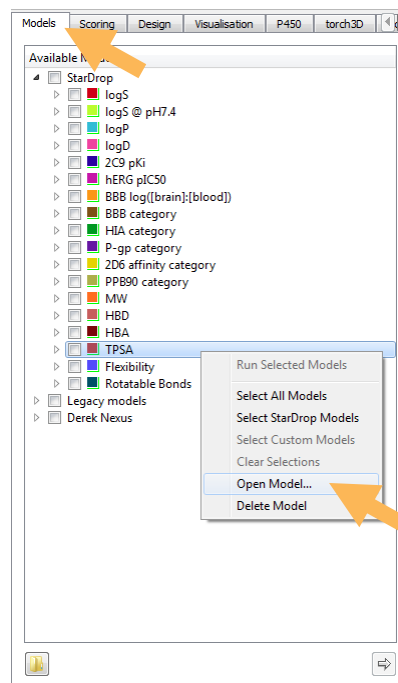 Models Scoring Design Visualisation P450 torch3D
Available
StarDrop
logS
logS @ pH7.4
logP
logD
2C9 pKi
hERG pIC50
BBB log([brain]:[blood])
BBB category
HIA category
P-gp category
2D6 affinity category
PPB90 category
MW
HBD
HBA
TPSA
Flexibility
Rotatable Bonds
Legacy models
Derek Nexus
Run Selected Models
Select All Models
Select StarDrop Models
Select Custom Models
Clear Selections
Open Model...
Delete Model